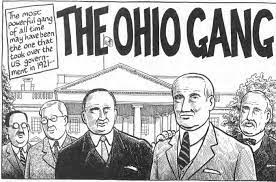 The most
powerful gang
of all time
may have been
the one that
took over the
US govern-
ment in 1921—
THE OHIO GANG